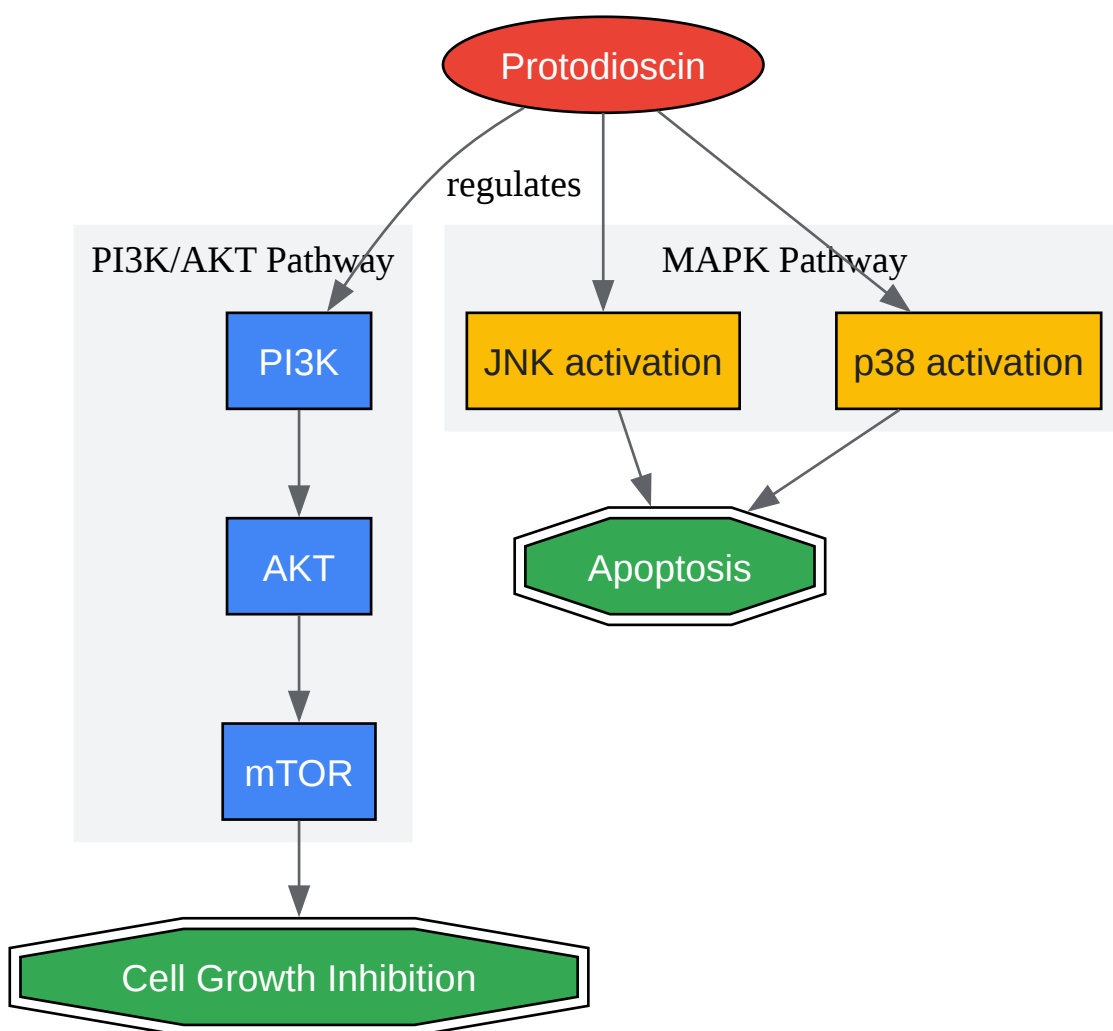 Protodioscin
regulates
PI3K/AKT Pathway
MAPK Pathway
PI3K
JNK activation
p38 activation
AKT
Apoptosis
mTOR
Cell Growth Inhibition